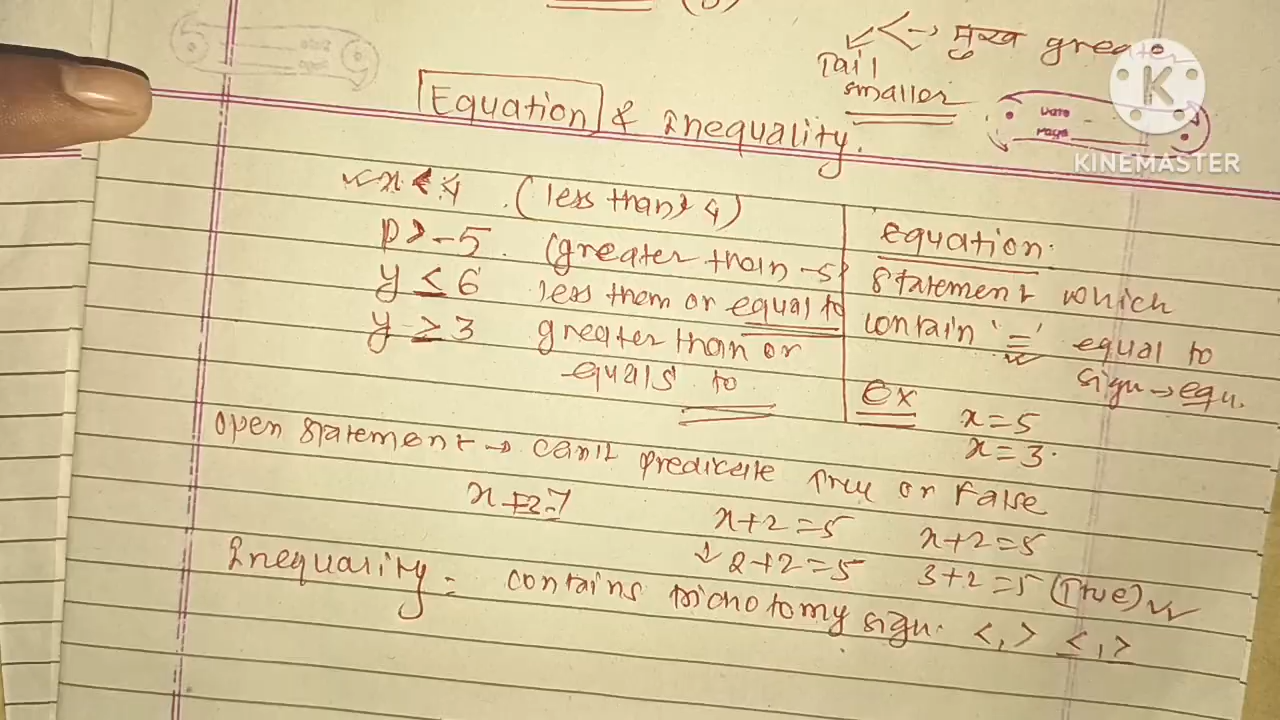 (b)
< → मुख greater
Tail
smaller
Equation & Inequality.
x < 4 . (less than 4)
P > -5 . (greater than -5)
y ≤ 6 less them or equal to
y ≥ 3 greater than or
equals to
equation.
statement which
contain '=' equal to
sign → equ.
Ex x = 5
x = 3.
open statement → can't predicate True or False
x + 2 = 5 x + 2 = 5
↓ 2 + 2 = 5 3 + 2 = 5 (True)
Inequality = contains trichotomy sign. <, > ≤, ≥
Date
Page
K
KINEMASTER